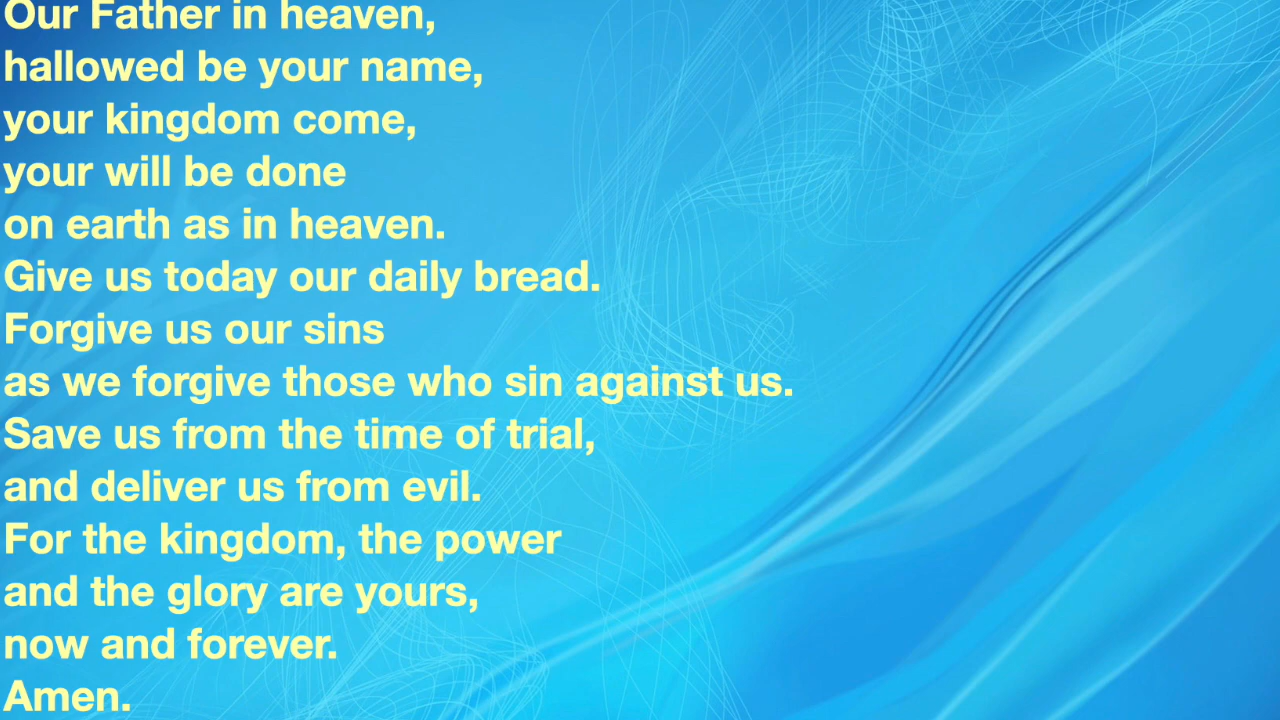 Our Father in heaven,
hallowed be your name,
your kingdom come,
your will be done
on earth as in heaven.
Give us today our daily bread.
Forgive us our sins
as we forgive those who sin against us.
Save us from the time of trial,
and deliver us from evil.
For the kingdom, the power
and the glory are yours,
now and forever.
Amen.